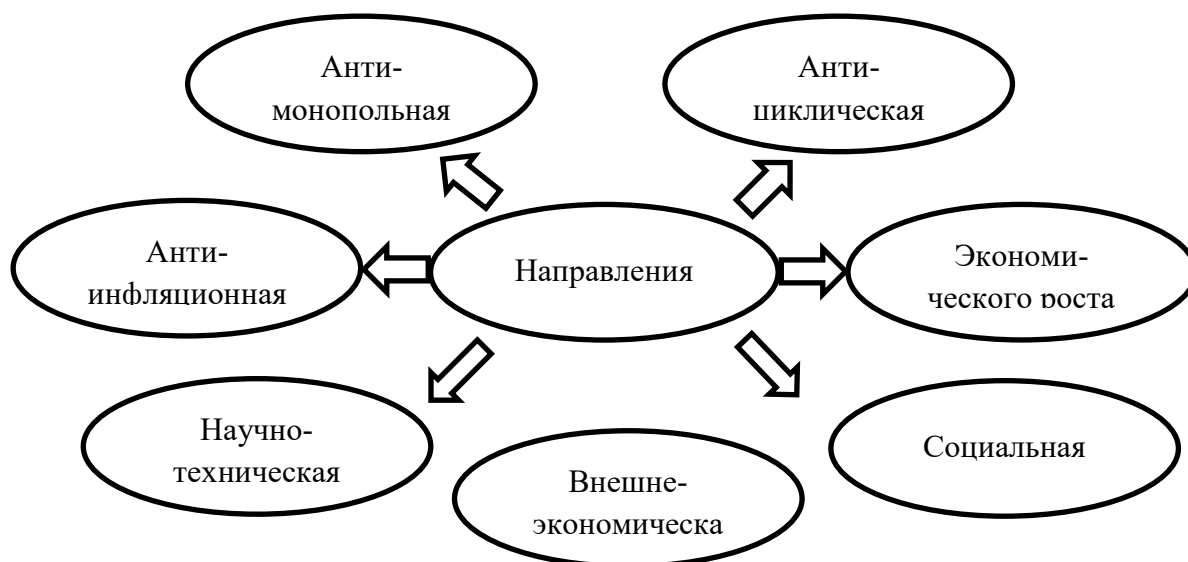 Анти-
монопольная
Анти-
циклическая
Анти-
инфляционная
Направления
Экономи-
ческого роста
Научно-
техническая
Внешне-
экономическа
Социальная